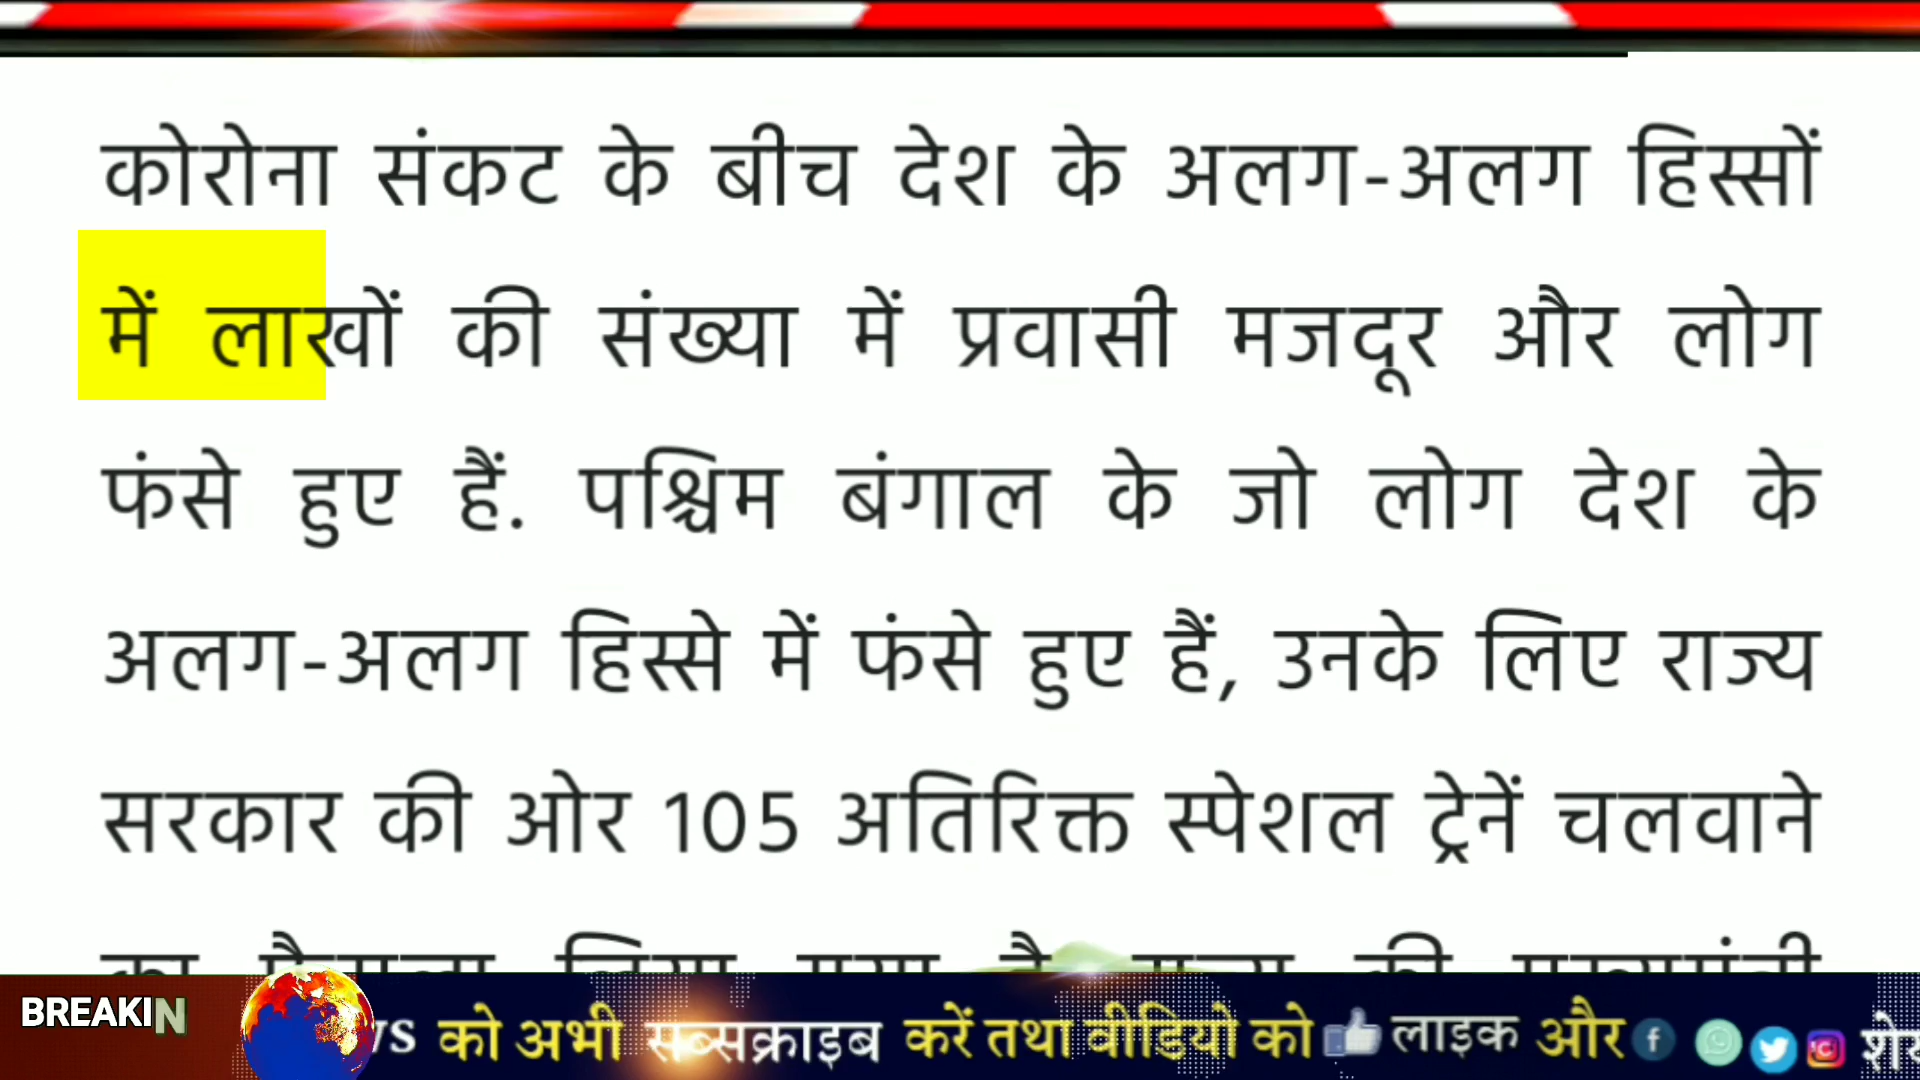 कोरोना संकट के बीच देश के अलग-अलग हिस्सों
में लाखों की संख्या में प्रवासी मजदूर और लोग
फंसे हुए हैं. पश्चिम बंगाल के जो लोग देश के
अलग-अलग हिस्से में फंसे हुए हैं, उनके लिए राज्य
सरकार की ओर 105 अतिरिक्त स्पेशल ट्रेनें चलवाने
BREAKIN
को अभी सब्सक्राइब करें तथा वीडियो को लाइक और